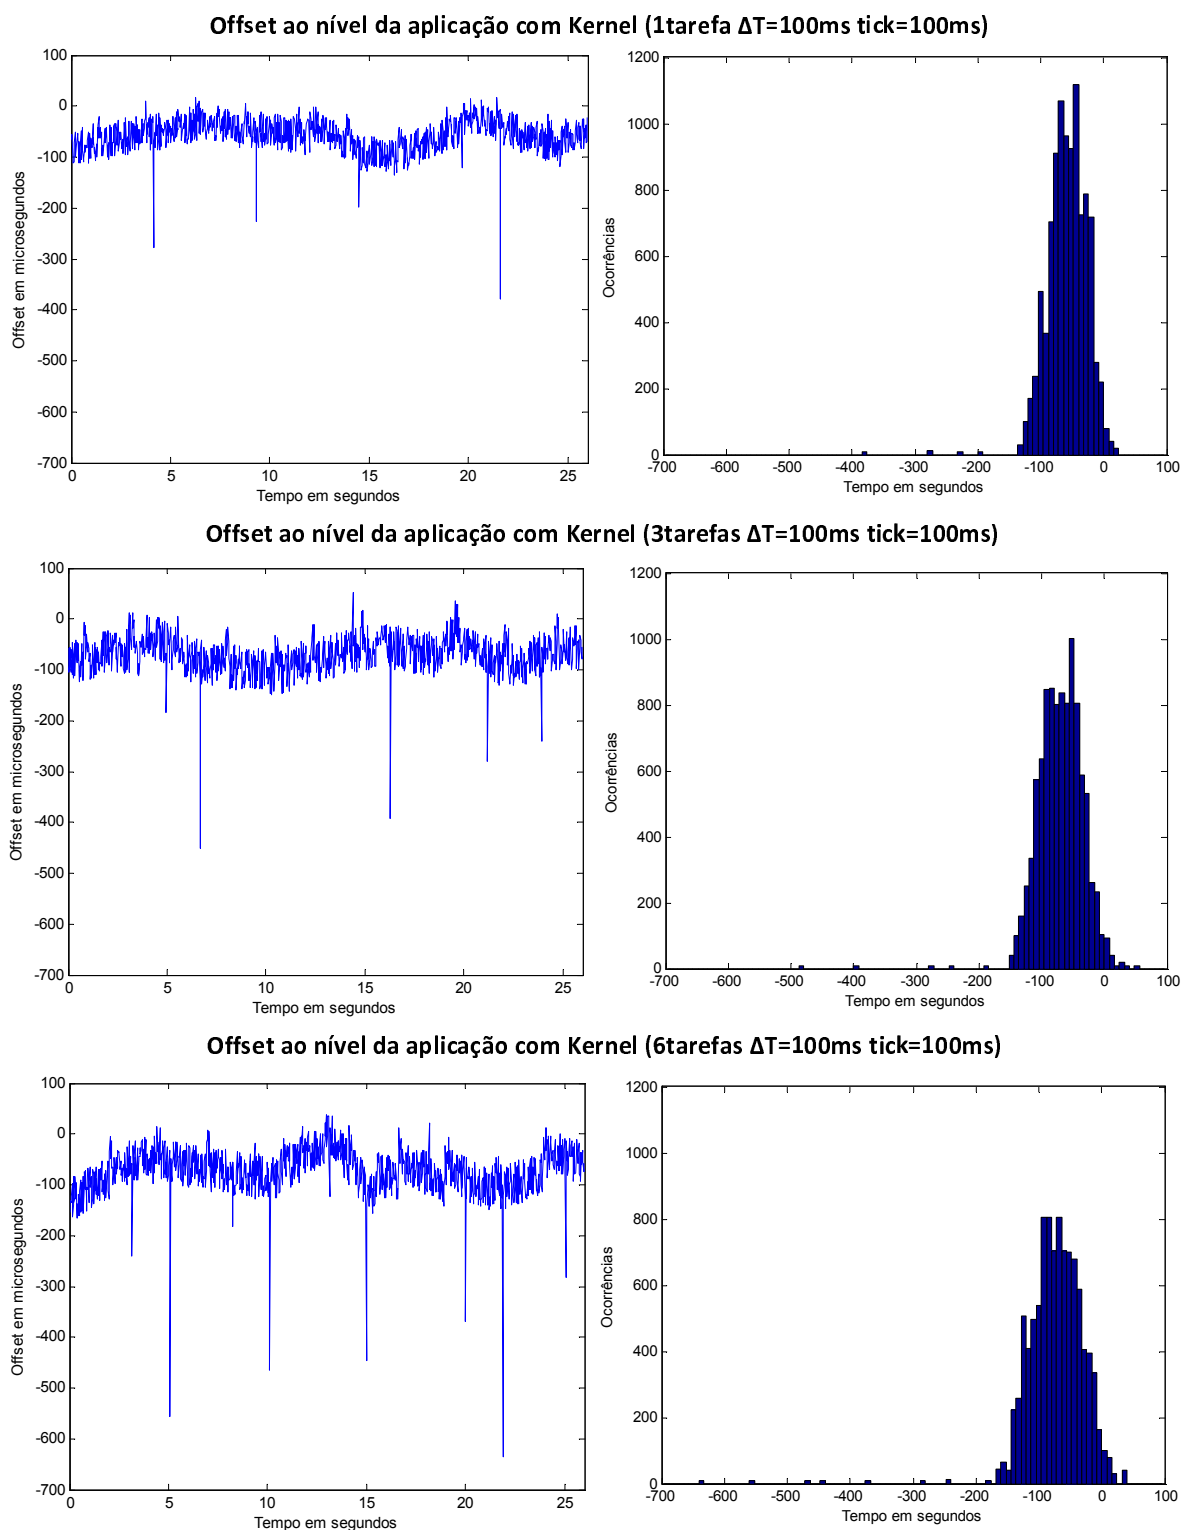 Offset ao nível da aplicação com Kernel (1tarefa ΔT=100ms tick=100ms)
100
0
-100
-200
-300
-400
-500
-600
-700
0 5 10 15 20 25
Offset em microsegundos
Tempo em segundos
1200
1000
800
600
400
200
0
-700 -600 -500 -400 -300 -200 -100 0 100
Ocorrências
Tempo em segundos
Offset ao nível da aplicação com Kernel (3tarefas ΔT=100ms tick=100ms)
100
0
-100
-200
-300
-400
-500
-600
-700
0 5 10 15 20 25
Offset em microsegundos
Tempo em segundos
1200
1000
800
600
400
200
0
-700 -600 -500 -400 -300 -200 -100 0 100
Ocorrências
Tempo em segundos
Offset ao nível da aplicação com Kernel (6tarefas ΔT=100ms tick=100ms)
100
0
-100
-200
-300
-400
-500
-600
-700
0 5 10 15 20 25
Offset em microsegundos
Tempo em segundos
1200
1000
800
600
400
200
0
-700 -600 -500 -400 -300 -200 -100 0 100
Ocorrências
Tempo em segundos